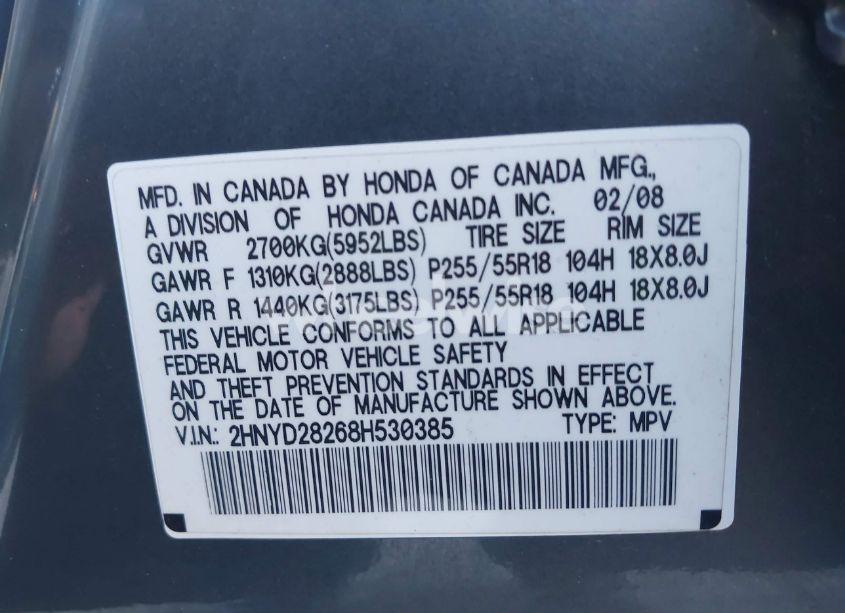 MFD. IN CANADA BY HONDA OF CANADA MFG.,
A DIVISION OF HONDA CANADA INC. 02/08
GVWR 2700KG(5952LBS) TIRE SIZE RIM SIZE
GAWR F 1310KG(2888LBS) P255/55R18 104H 18X8.0J
GAWR R 1440KG(3175LBS) P255/55R18 104H 18X8.0J
THIS VEHICLE CONFORMS TO ALL APPLICABLE
FEDERAL MOTOR VEHICLE SAFETY
AND THEFT PREVENTION STANDARDS IN EFFECT
ON THE DATE OF MANUFACTURE SHOWN ABOVE.
V.I.N.: 2HNYD28268H530385 TYPE: MPV